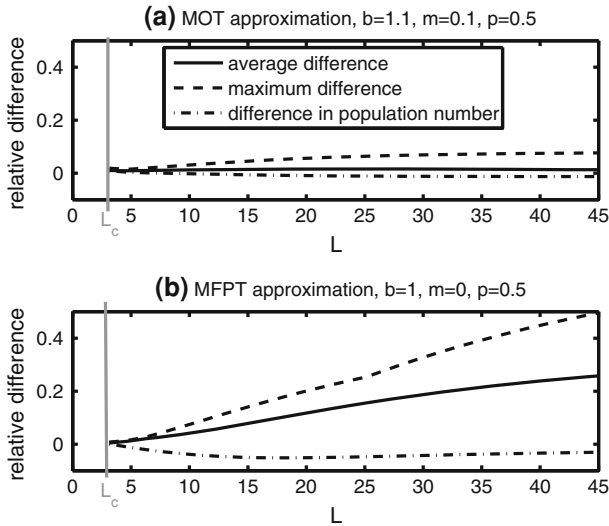 (a) MOT approximation, b=1.1, m=0.1, p=0.5
relative difference
0.4
0.2
0
average difference
maximum difference
difference in population number
0 5 10 15 20 25 30 35 40 45
L_c
L
(b) MFPT approximation, b=1, m=0, p=0.5
relative difference
0.4
0.2
0
0 5 10 15 20 25 30 35 40 45
L_c
L